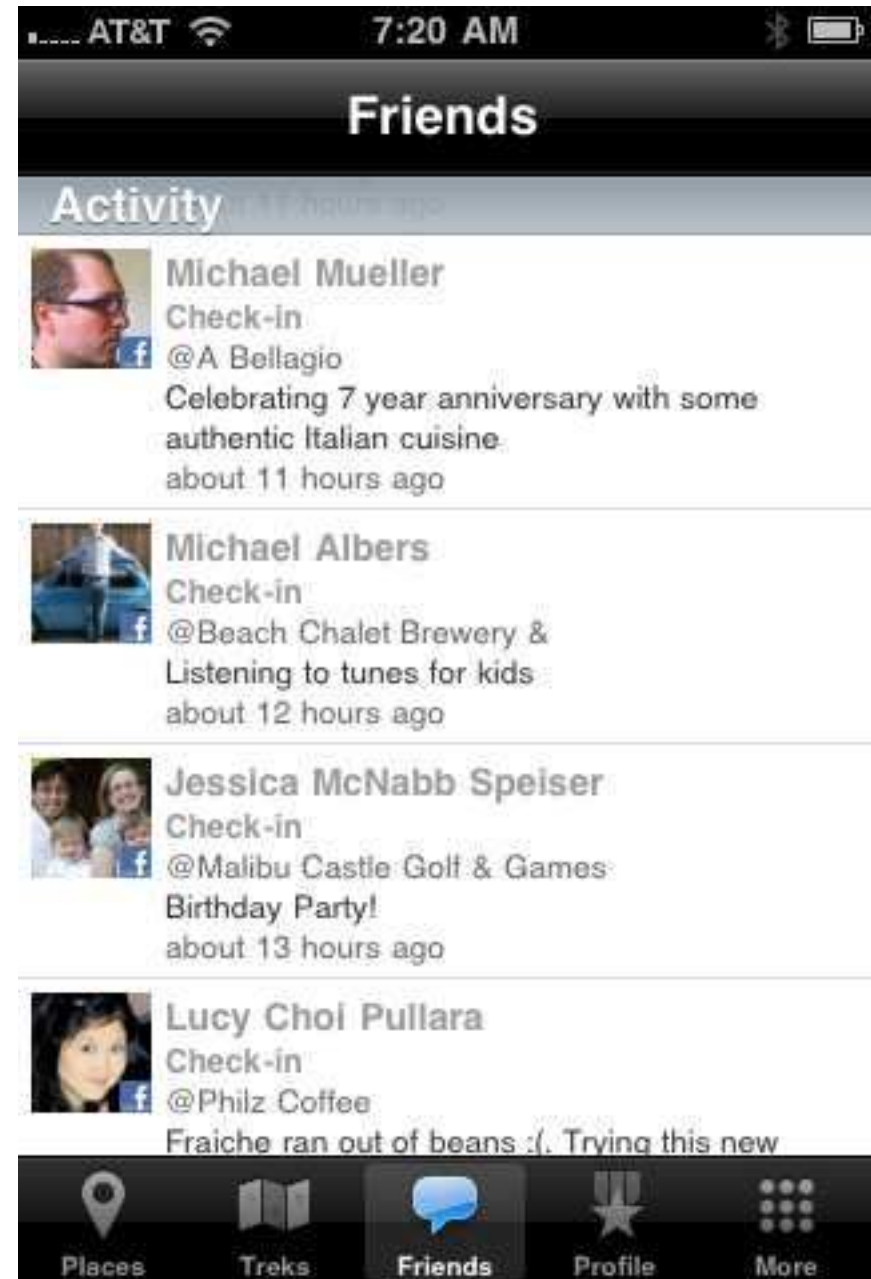 AT&T 7:20 AM
Friends
Activity
11 hours ago
Michael Mueller
Check-in
@A Bellagio
Celebrating 7 year anniversary with some
authentic Italian cuisine
about 11 hours ago
Michael Albers
Check-in
@Beach Chalet Brewery &
Listening to tunes for kids
about 12 hours ago
Jessica McNabb Speiser
Check-in
@Malibu Castle Golf & Games
Birthday Party!
about 13 hours ago
Lucy Choi Pullara
Check-in
@Philz Coffee
Fraiche ran out of beans :(. Trying this new
Places Treks Friends Profile More